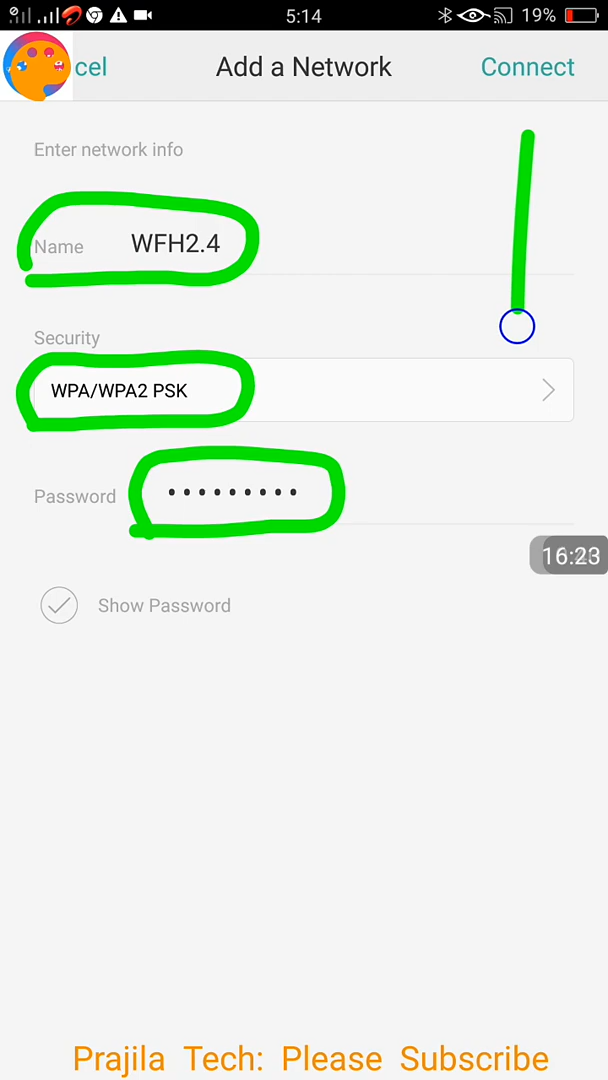 5:14 19%
cel Add a Network Connect
Enter network info
Name WFH2.4
Security
WPA/WPA2 PSK
Password •••••••••
16:23
Show Password
Prajila Tech: Please Subscribe